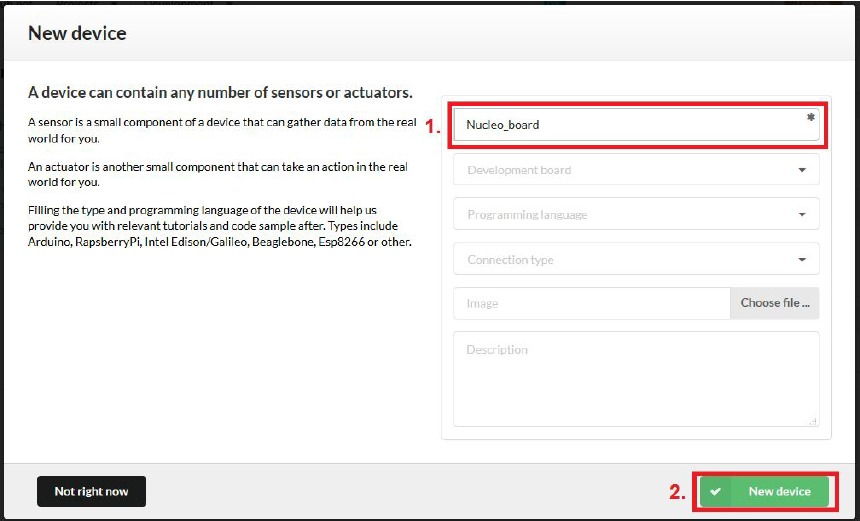 New device
A device can contain any number of sensors or actuators.
A sensor is a small component of a device that can gather data from the real
world for you.
An actuator is another small component that can take an action in the real
world for you.
Filling the type and programming language of the device will help us
provide you with relevant tutorials and code sample after. Types include
Arduino, RapsberryPi, Intel Edison/Galileo, Beaglebone, Esp8266 or other.
1.
Nucleo_board
*
Development board
Programming language
Connection type
Image
Choose file ...
Description
Not right now
2.
New device